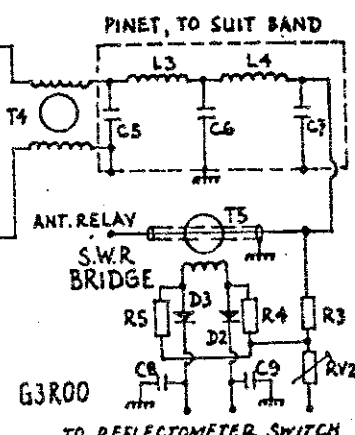 PINET, TO SUIT BAND
L3 L4
T4
C5 C6 C7
ANT. RELAY T5
S.W.R
BRIDGE
D3
R5 R4 R3
D2
C8 C9 RV2
G3ROO
TO REFLECTOMETER SWITCH